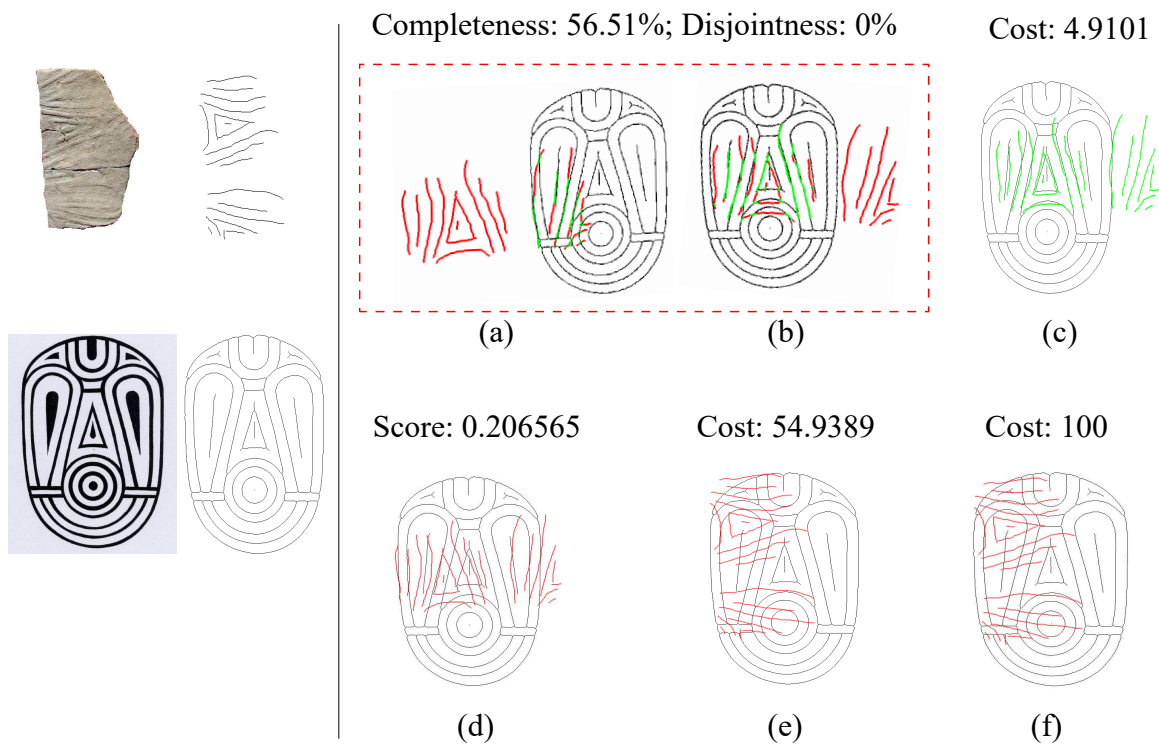 Completeness: 56.51%; Disjointness: 0%
Cost: 4.9101
(a)
(b)
(c)
Score: 0.206565
Cost: 54.9389
Cost: 100
(d)
(e)
(f)